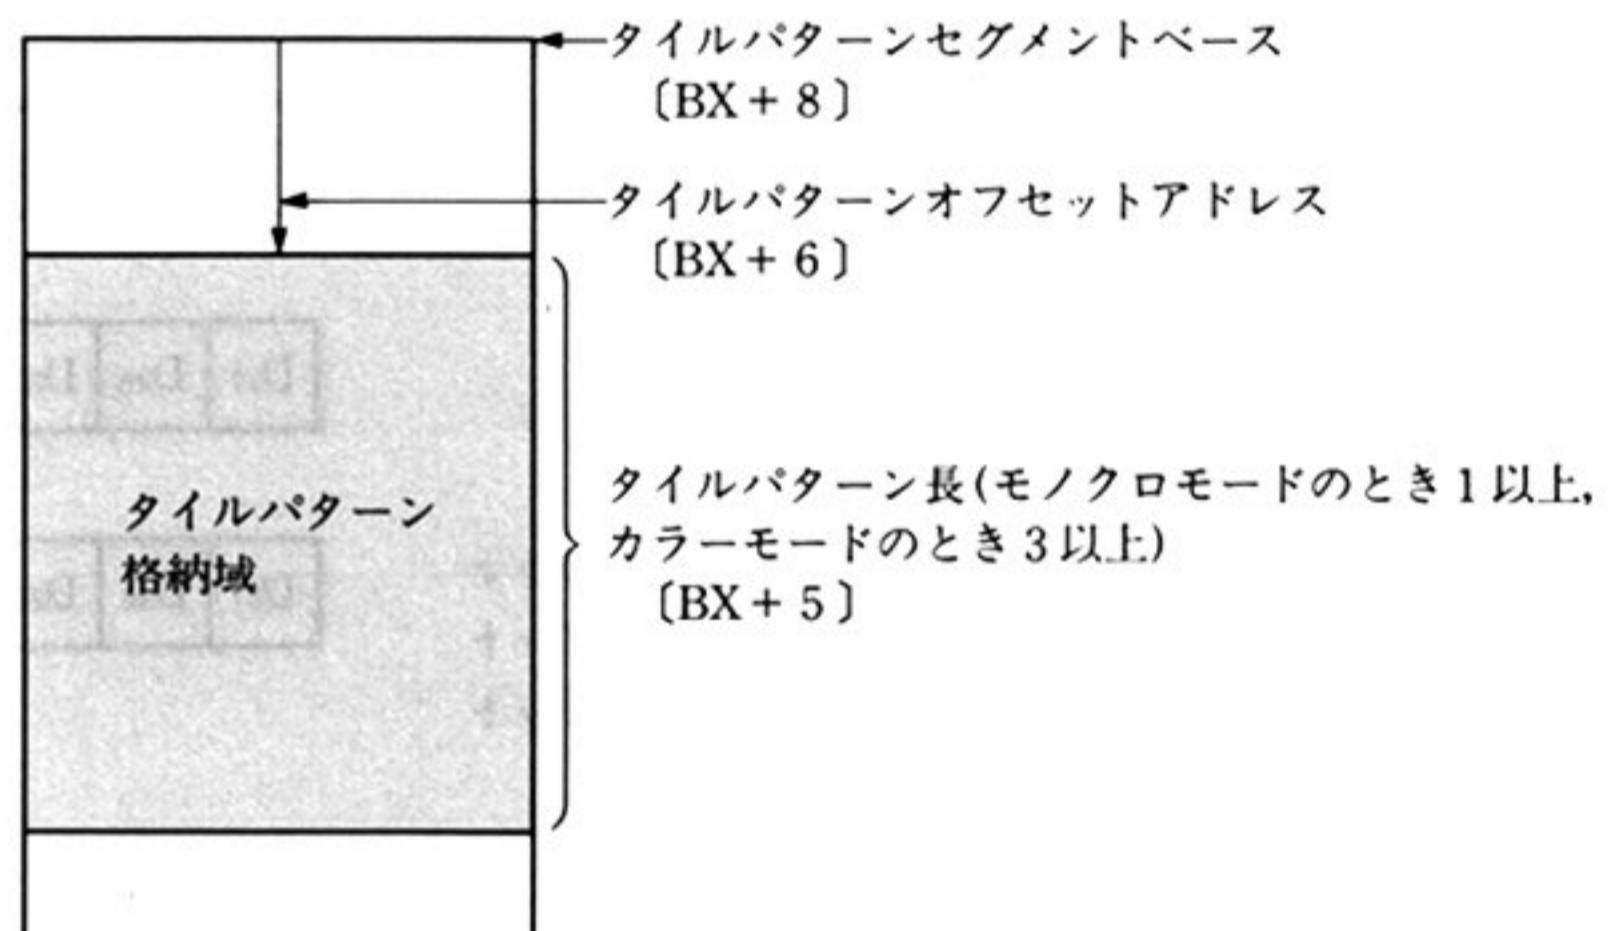 タイルパターンセグメントベース
〔BX + 8〕
タイルパターンオフセットアドレス
〔BX + 6〕
タイルパターン長(モノクロモードのとき1以上,
カラーモードのとき3以上)
〔BX + 5〕
タイルパターン
格納域